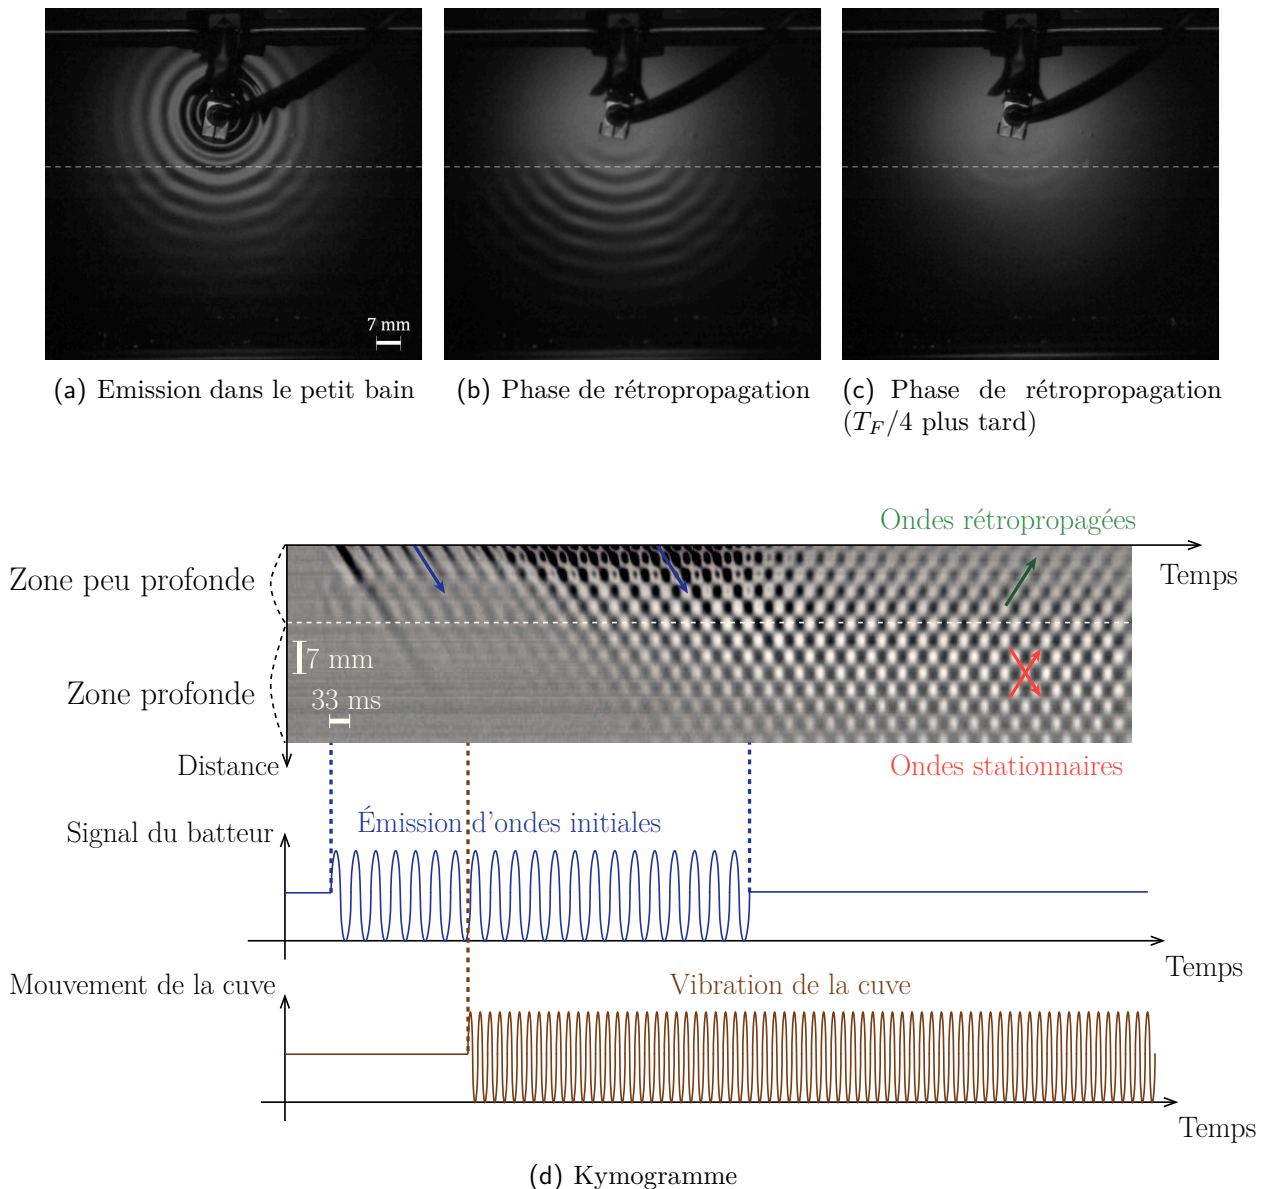 7 mm
(a) Emission dans le petit bain
(b) Phase de rétropropagation
(c) Phase de rétropropagation
(T_F/4 plus tard)
Ondes rétropropagées
Temps
Zone peu profonde
7 mm
Zone profonde
33 ms
Distance
Ondes stationnaires
Signal du batteur
Émission d'ondes initiales
Temps
Mouvement de la cuve
Vibration de la cuve
Temps
(d) Kymogramme